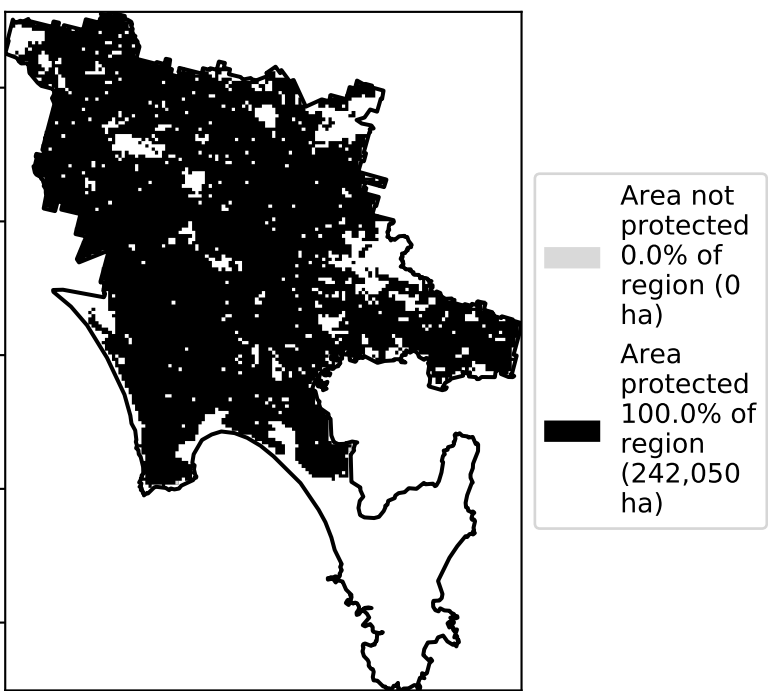 Area not
protected
0.0% of
region (0
ha)
Area
protected
100.0% of
region
(242,050
ha)